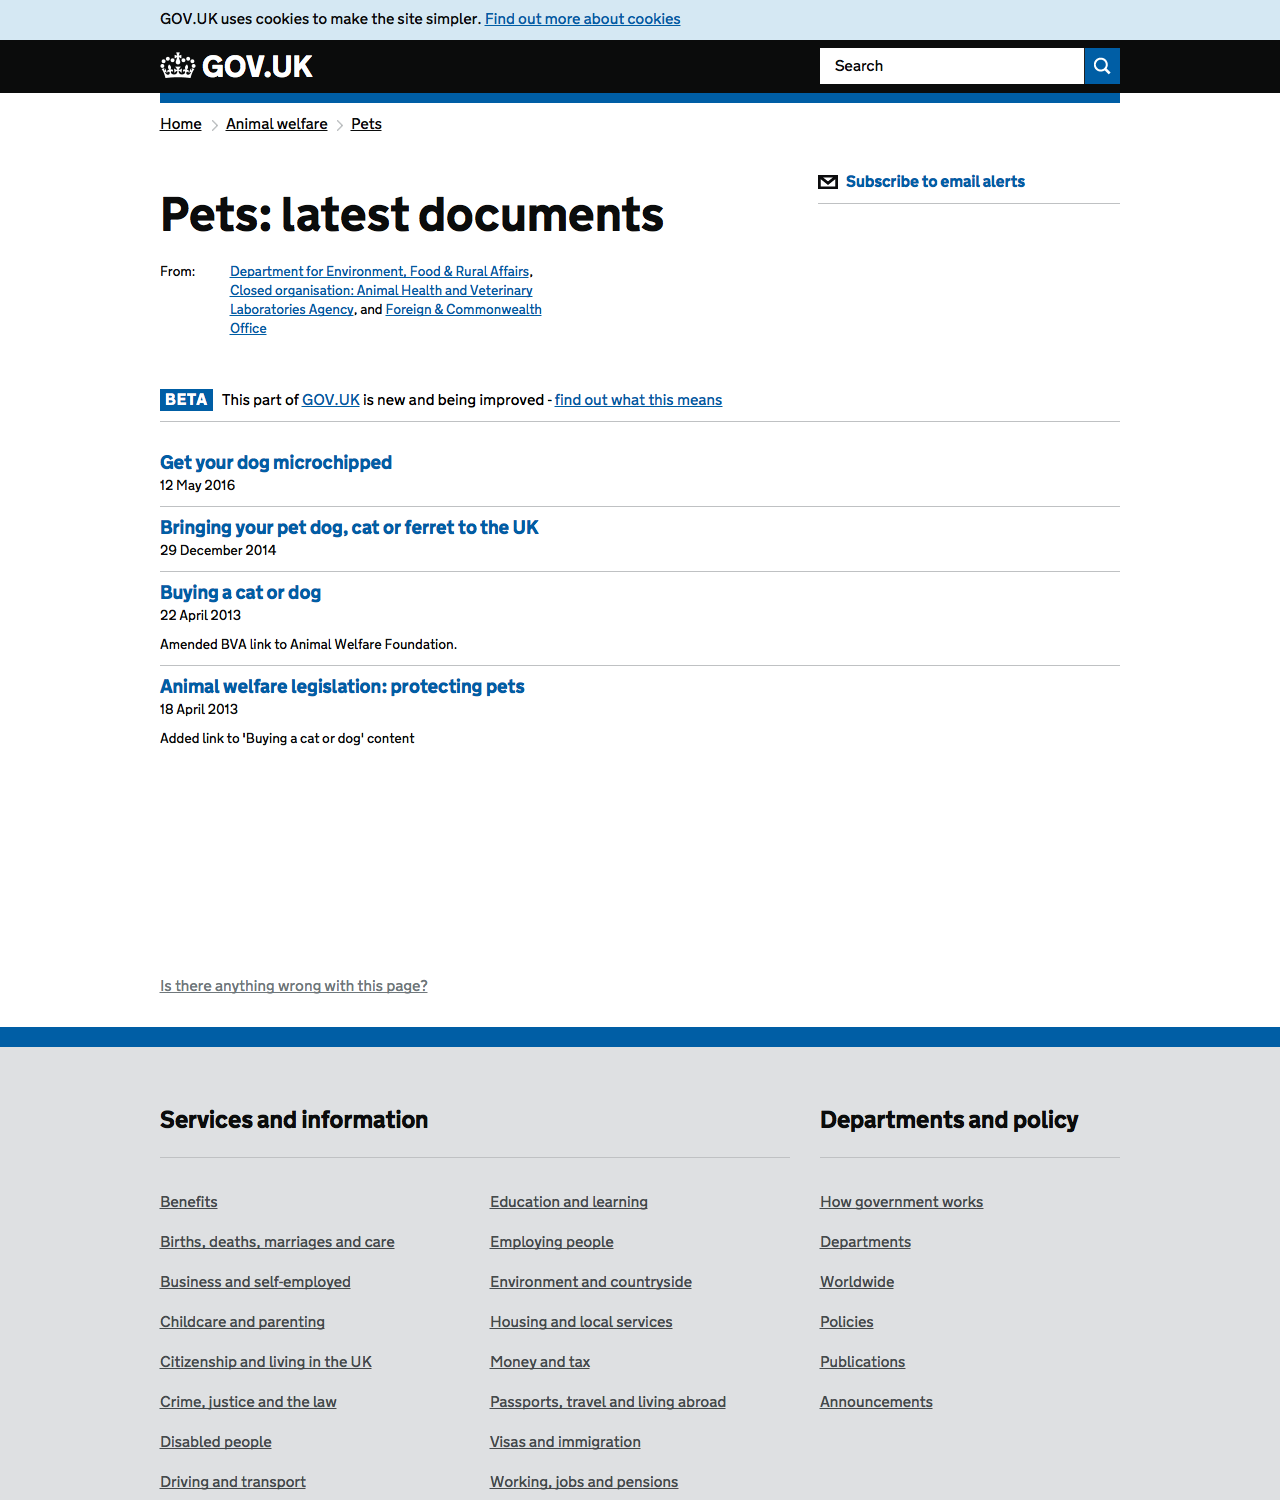 GOV.UK uses cookies to make the site simpler. Find out more about cookies
GOV.UK
Search
Home
Animal welfare
Pets
Subscribe to email alerts
Pets: latest documents
From:
Department for Environment, Food & Rural Affairs,
Closed organisation: Animal Health and Veterinary
Laboratories Agency, and Foreign & Commonwealth
Office
BETA This part of GOV.UK is new and being improved - find out what this means
Get your dog microchipped
12 May 2016
Bringing your pet dog, cat or ferret to the UK
29 December 2014
Buying a cat or dog
22 April 2013
Amended BVA link to Animal Welfare Foundation.
Animal welfare legislation: protecting pets
18 April 2013
Added link to 'Buying a cat or dog' content
Is there anything wrong with this page?
Services and information
Benefits
Births, deaths, marriages and care
Business and self-employed
Childcare and parenting
Citizenship and living in the UK
Crime, justice and the law
Disabled people
Driving and transport
Education and learning
Employing people
Environment and countryside
Housing and local services
Money and tax
Passports, travel and living abroad
Visas and immigration
Working, jobs and pensions
Departments and policy
How government works
Departments
Worldwide
Policies
Publications
Announcements